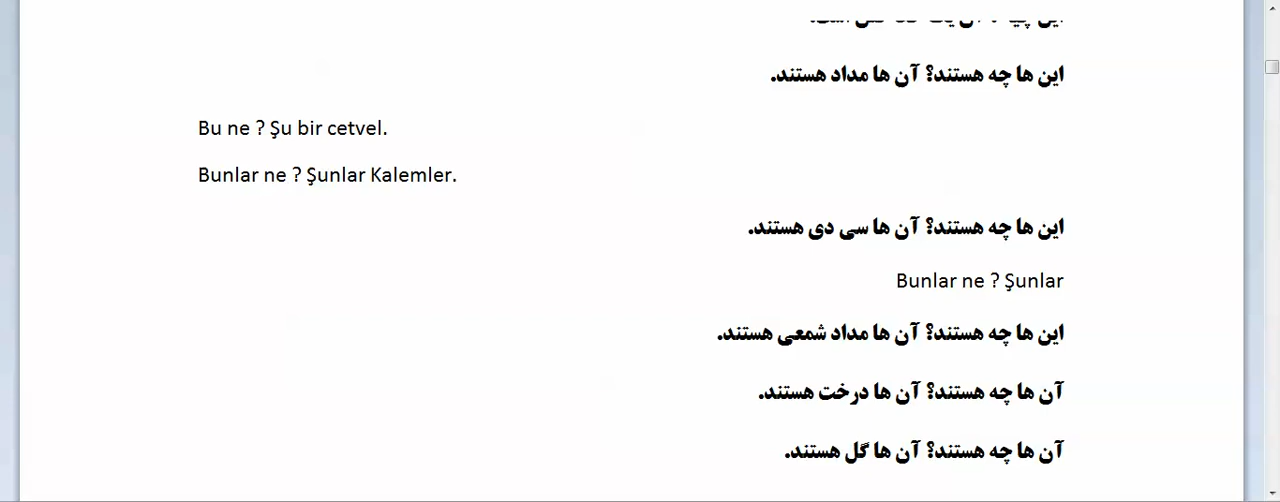 این ها چه هستند؟ آن ها مداد هستند.
Bu ne ? Şu bir cetvel.
Bunlar ne ? Şunlar Kalemler.
این ها چه هستند؟ آن ها سی دی هستند.
Bunlar ne ? Şunlar
این ها چه هستند؟ آن ها مداد شمعی هستند.
آن ها چه هستند؟ آن ها درخت هستند.
آن ها چه هستند؟ آن ها گل هستند.